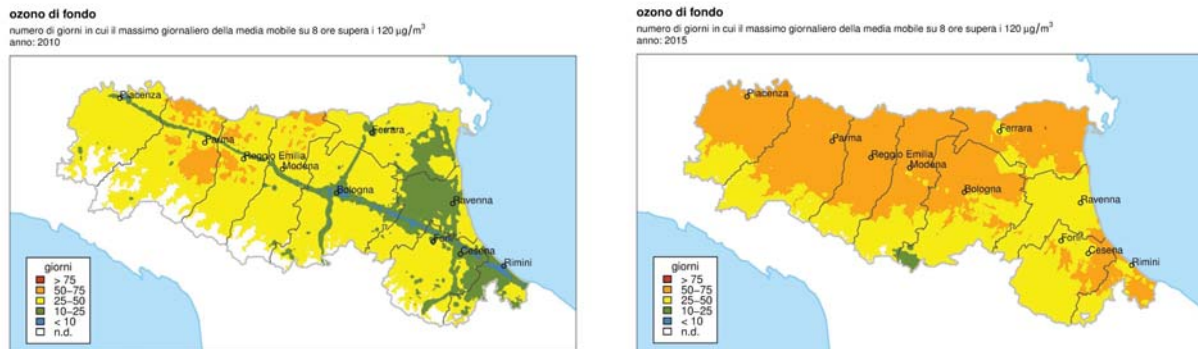 ozono di fondo
numero di giorni in cui il massimo giornaliero della media mobile su 8 ore supera i 120 µg/m³
anno: 2010
Piacenza
Parma
Reggio Emilia
Modena
Ferrara
Bologna
Ravenna
Forlì
Cesena
Rimini
giorni
> 75
50–75
25–50
10–25
< 10
n.d.
ozono di fondo
numero di giorni in cui il massimo giornaliero della media mobile su 8 ore supera i 120 µg/m³
anno: 2015
Piacenza
Parma
Reggio Emilia
Modena
Ferrara
Bologna
Ravenna
Forlì
Cesena
Rimini
giorni
> 75
50–75
25–50
10–25
< 10
n.d.